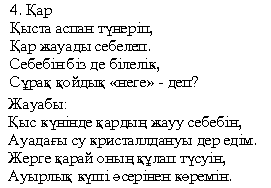 4. Қар
Қыста аспан түнеріп,
Қар жауады себелеп.
Себебін біз де білелік,
Сұрақ қойдық «неге» - деп?
Жауабы:
Қыс күнінде қардың жауу себебін,
Ауадағы су кристаллдануы дер едім.
Жерге қарай оның құлап түсуін,
Ауырлық күші әсерінен көремін.